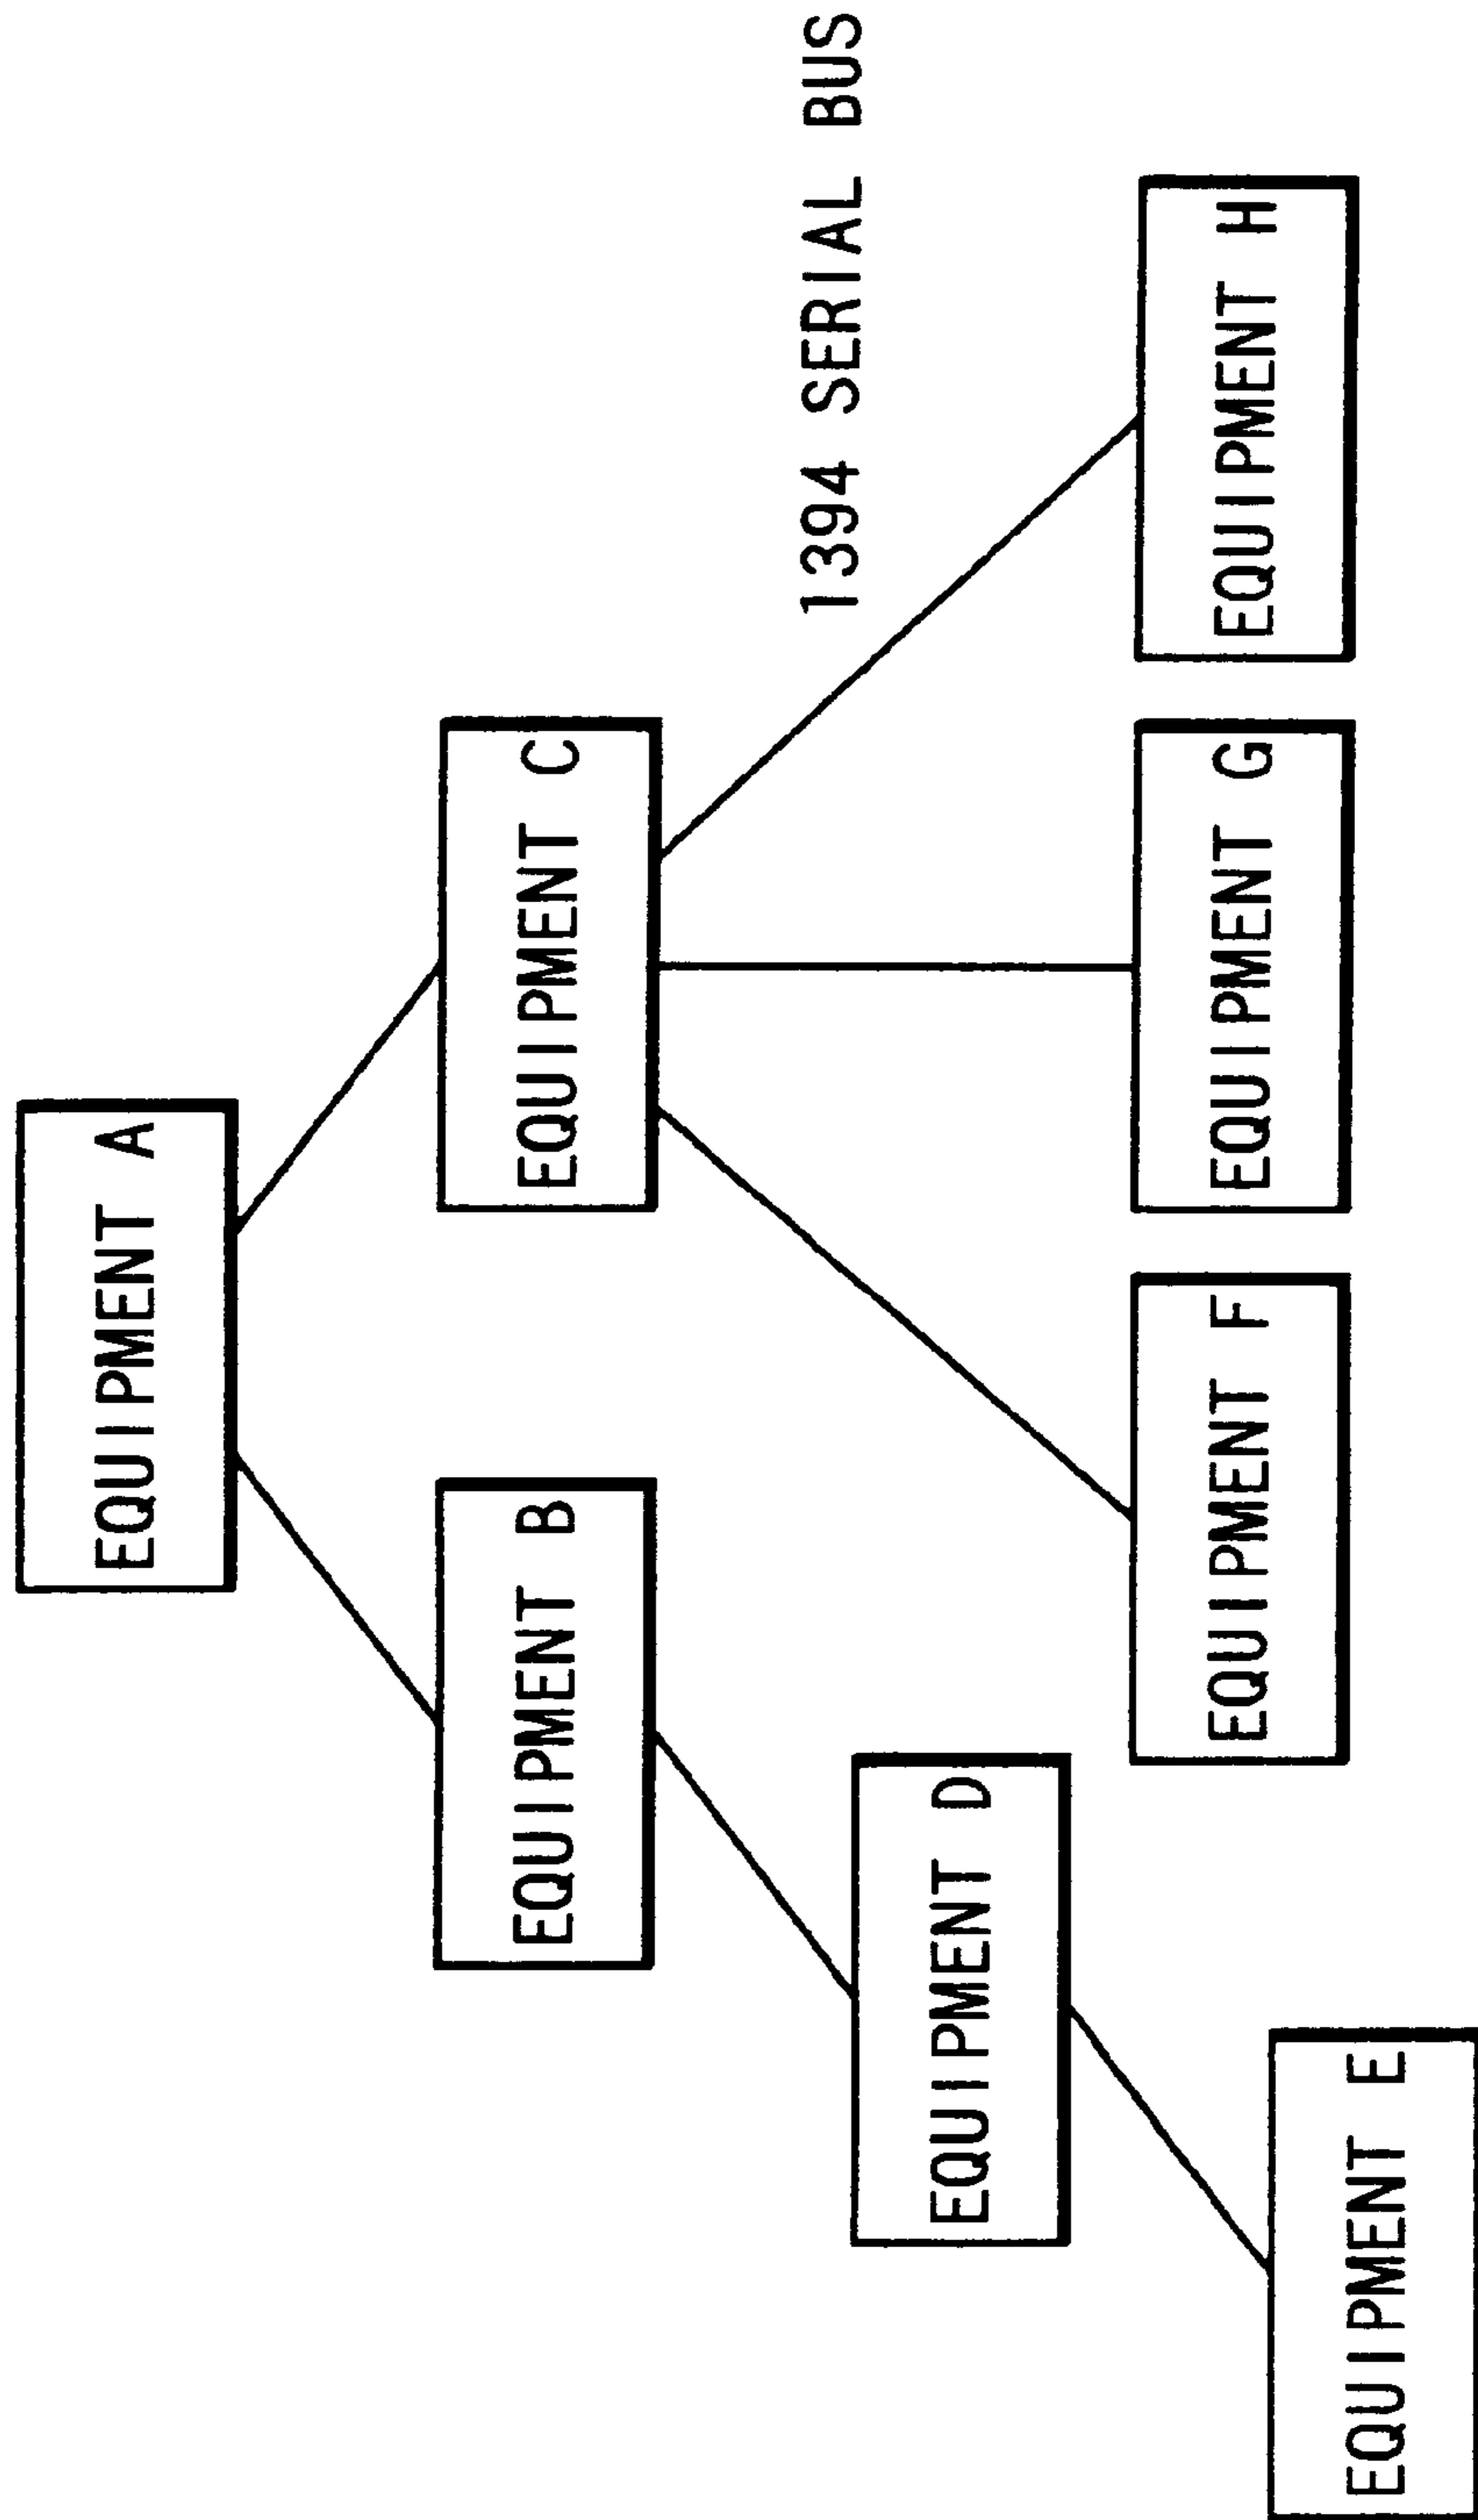 EQUIPMENT A
EQUIPMENT B
EQUIPMENT C
1394 SERIAL BUS
EQUIPMENT D
EQUIPMENT F
EQUIPMENT G
EQUIPMENT H
EQUIPMENT E